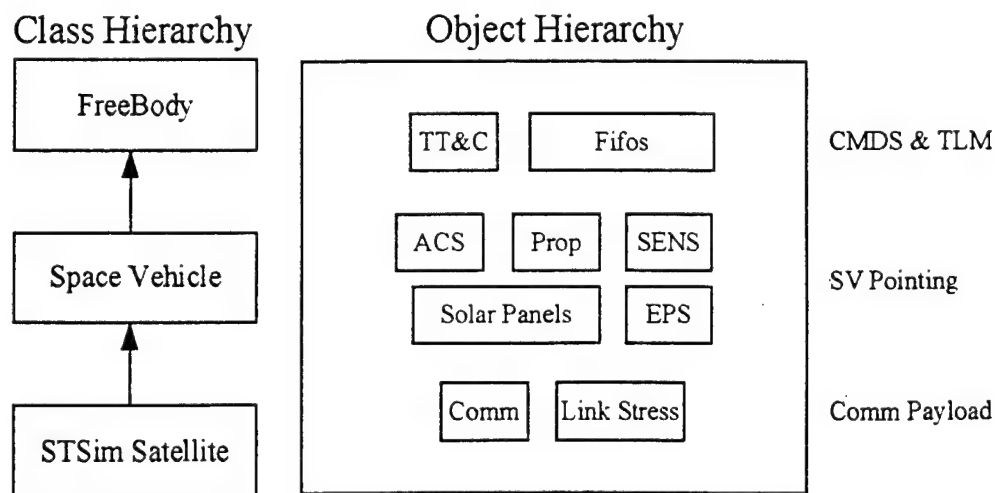 Class Hierarchy
FreeBody
Space Vehicle
STSim Satellite
Object Hierarchy
TT&C
Fifos
CMDS & TLM
ACS
Prop
SENS
Solar Panels
EPS
SV Pointing
Comm
Link Stress
Comm Payload